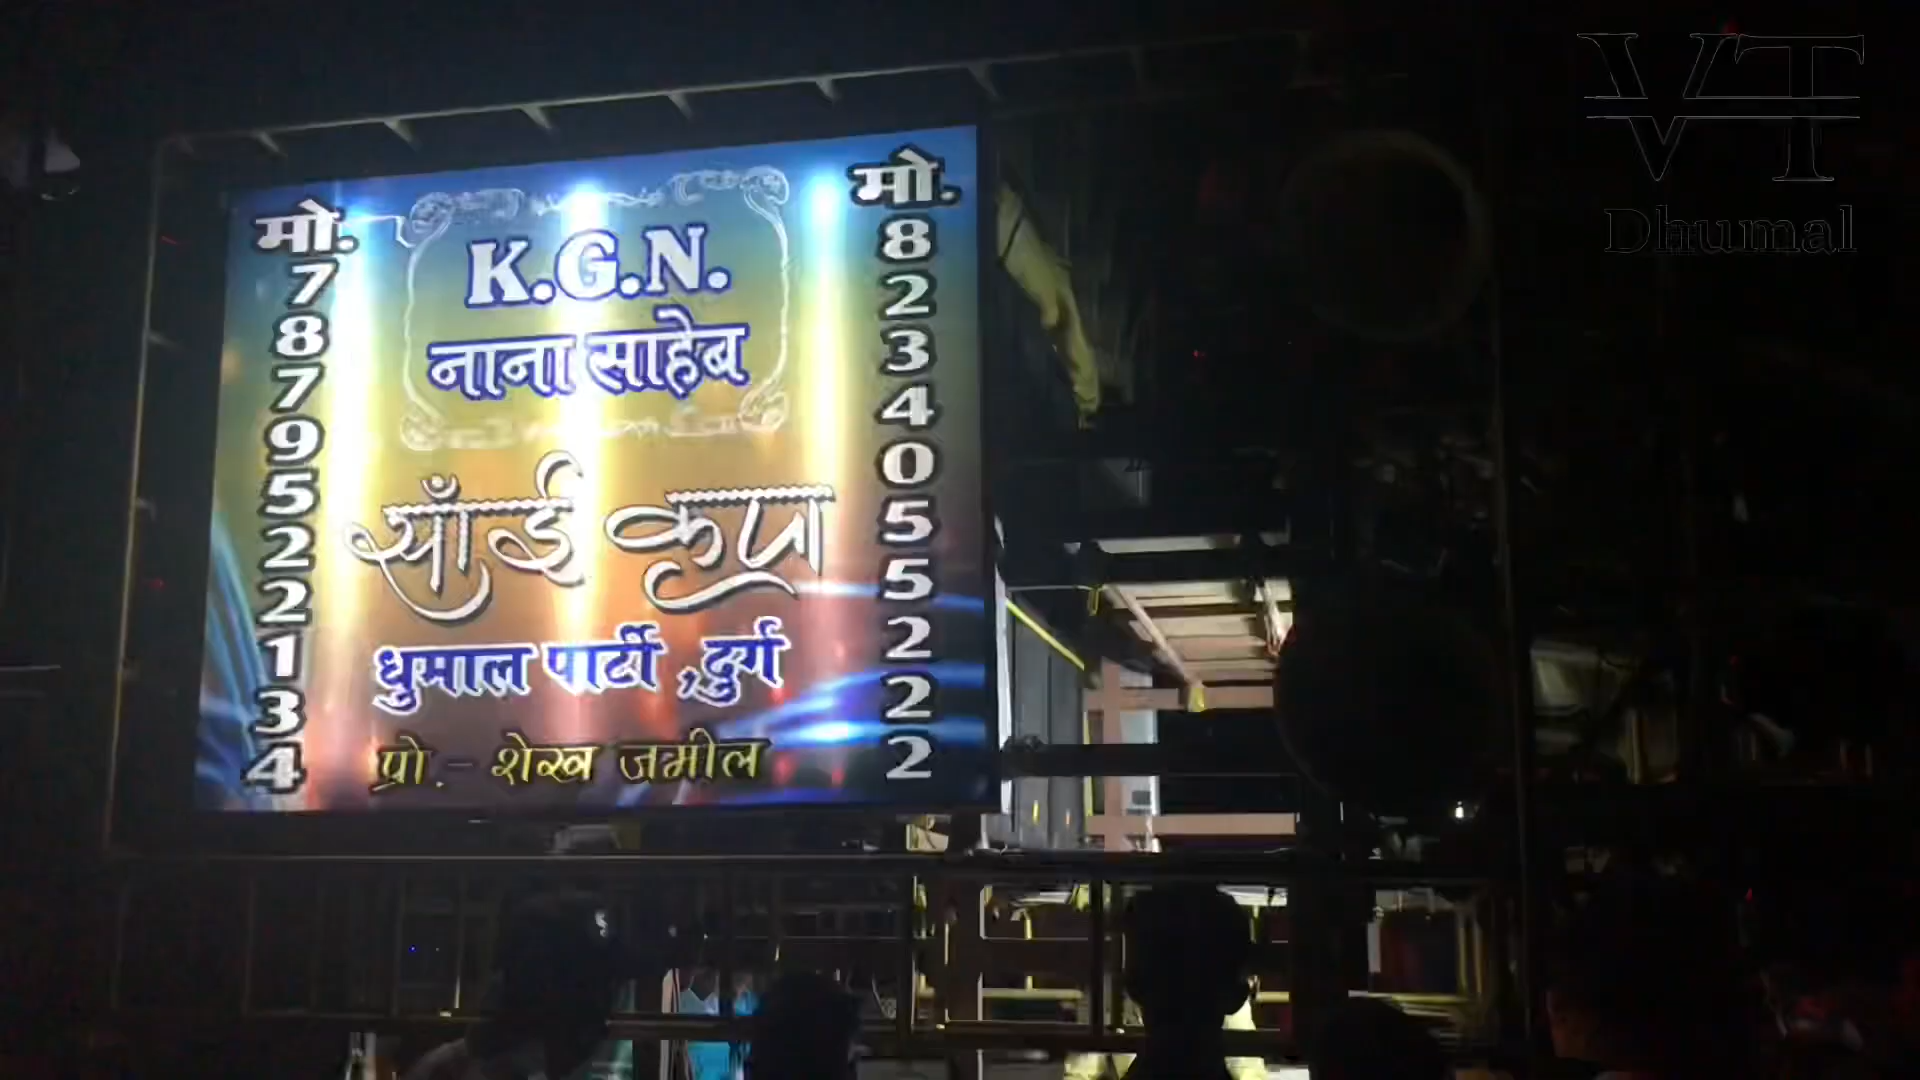 मो.
7879522134
K.G.N.
नाना साहेब
साँई कृपा
धुमाल पार्टी ,दुर्ग
प्रो.- शेख जमील
मो.
8234055222
VT
Dhumal